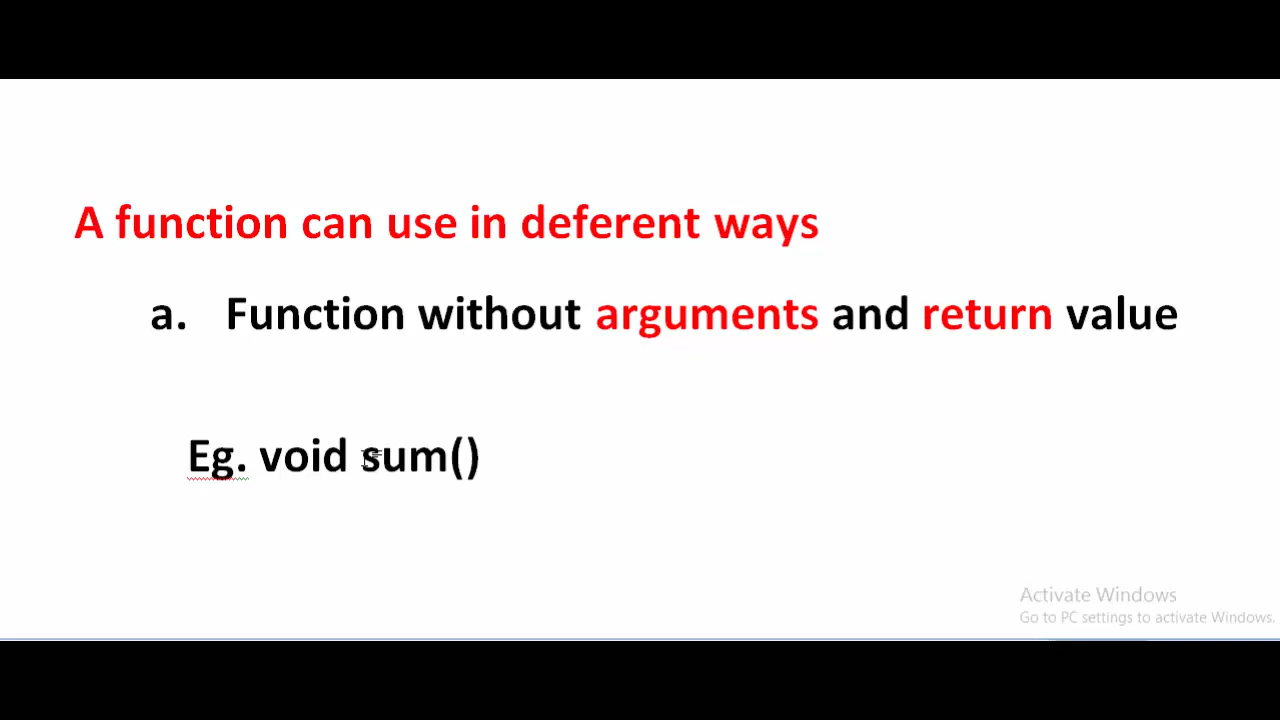 A function can use in deferent ways
a. Function without arguments and return value
Eg. void sum()
Activate Windows
Go to PC settings to activate Windows.